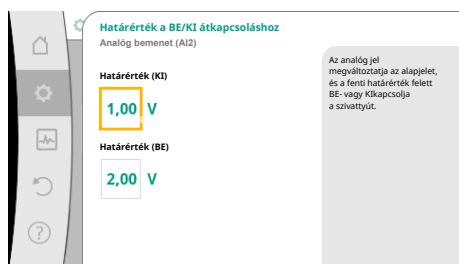 Határérték a BE/KI átkapcsoláshoz
Analóg bemenet (AI2)
Határérték (KI)
1,00 V
Határérték (BE)
2,00 V
Az analóg jel
megváltoztatja az alapjelet,
és a fenti határérték felett
BE- vagy KIkapcsolja
a szivattyút.
?